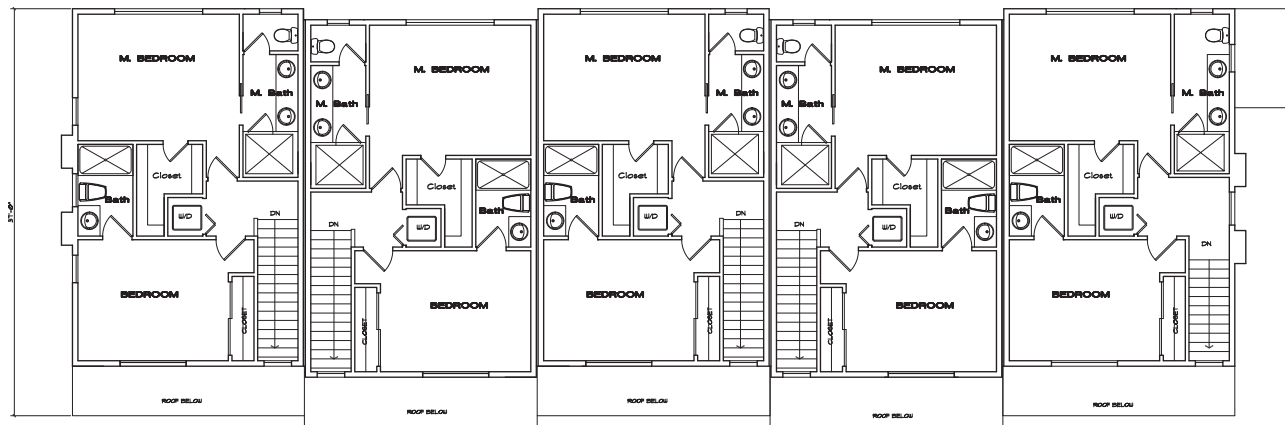 M. BEDROOM
M. Bath
Closet
Bath
W/D
DN
BEDROOM
CLOSET
ROOF BELOW
M. BEDROOM
M. Bath
Closet
Bath
W/D
DN
BEDROOM
CLOSET
ROOF BELOW
M. BEDROOM
M. Bath
Closet
Bath
W/D
DN
BEDROOM
CLOSET
ROOF BELOW
M. BEDROOM
M. Bath
Closet
Bath
W/D
DN
BEDROOM
CLOSET
ROOF BELOW
M. BEDROOM
M. Bath
Closet
Bath
W/D
DN
BEDROOM
CLOSET
ROOF BELOW